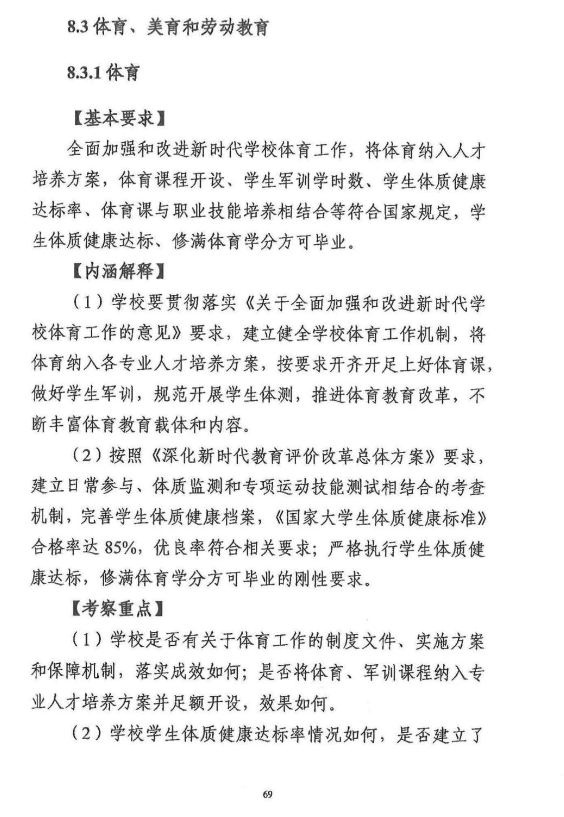 8.3 体育、美育和劳动教育
8.3.1 体育
【基本要求】
全面加强和改进新时代学校体育工作，将体育纳入人才
培养方案，体育课程开设、学生军训学时数、学生体质健康
达标率、体育课与职业技能培养相结合等符合国家规定，学
生体质健康达标、修满体育学分方可毕业。
【内涵解释】
（1）学校要贯彻落实《关于全面加强和改进新时代学
校体育工作的意见》要求，建立健全学校体育工作机制，将
体育纳入各专业人才培养方案，按要求开齐开足上好体育课，
做好学生军训，规范开展学生体测，推进体育教育改革，不
断丰富体育教育载体和内容。
（2）按照《深化新时代教育评价改革总体方案》要求，
建立日常参与、体质监测和专项运动技能测试相结合的考查
机制，完善学生体质健康档案，《国家大学生体质健康标准》
合格率达 85%，优良率符合相关要求；严格执行学生体质健
康达标，修满体育学分方可毕业的刚性要求。
【考察重点】
（1）学校是否有关于体育工作的制度文件、实施方案
和保障机制，落实成效如何；是否将体育、军训课程纳入专
业人才培养方案并足额开设，效果如何。
（2）学校学生体质健康达标率情况如何，是否建立了
69